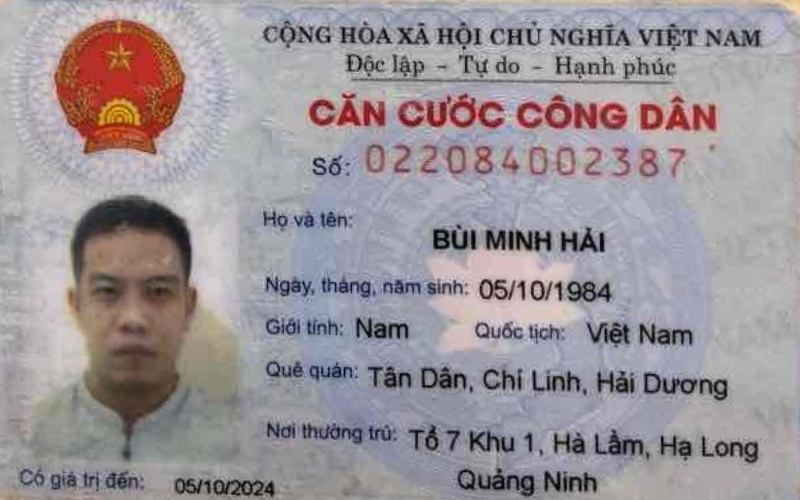 CỘNG HÒA XÃ HỘI CHỦ NGHĨA VIỆT NAM
Độc lập - Tự do - Hạnh phúc
CĂN CƯỚC CÔNG DÂN
Số: 022084002387
Họ và tên:
BÙI MINH HẢI
Ngày, tháng, năm sinh: 05/10/1984
Giới tính: Nam Quốc tịch: Việt Nam
Quê quán: Tân Dân, Chí Linh, Hải Dương
Nơi thường trú: Tổ 7 Khu 1, Hà Lầm, Hạ Long
Quảng Ninh
Có giá trị đến: 05/10/2024